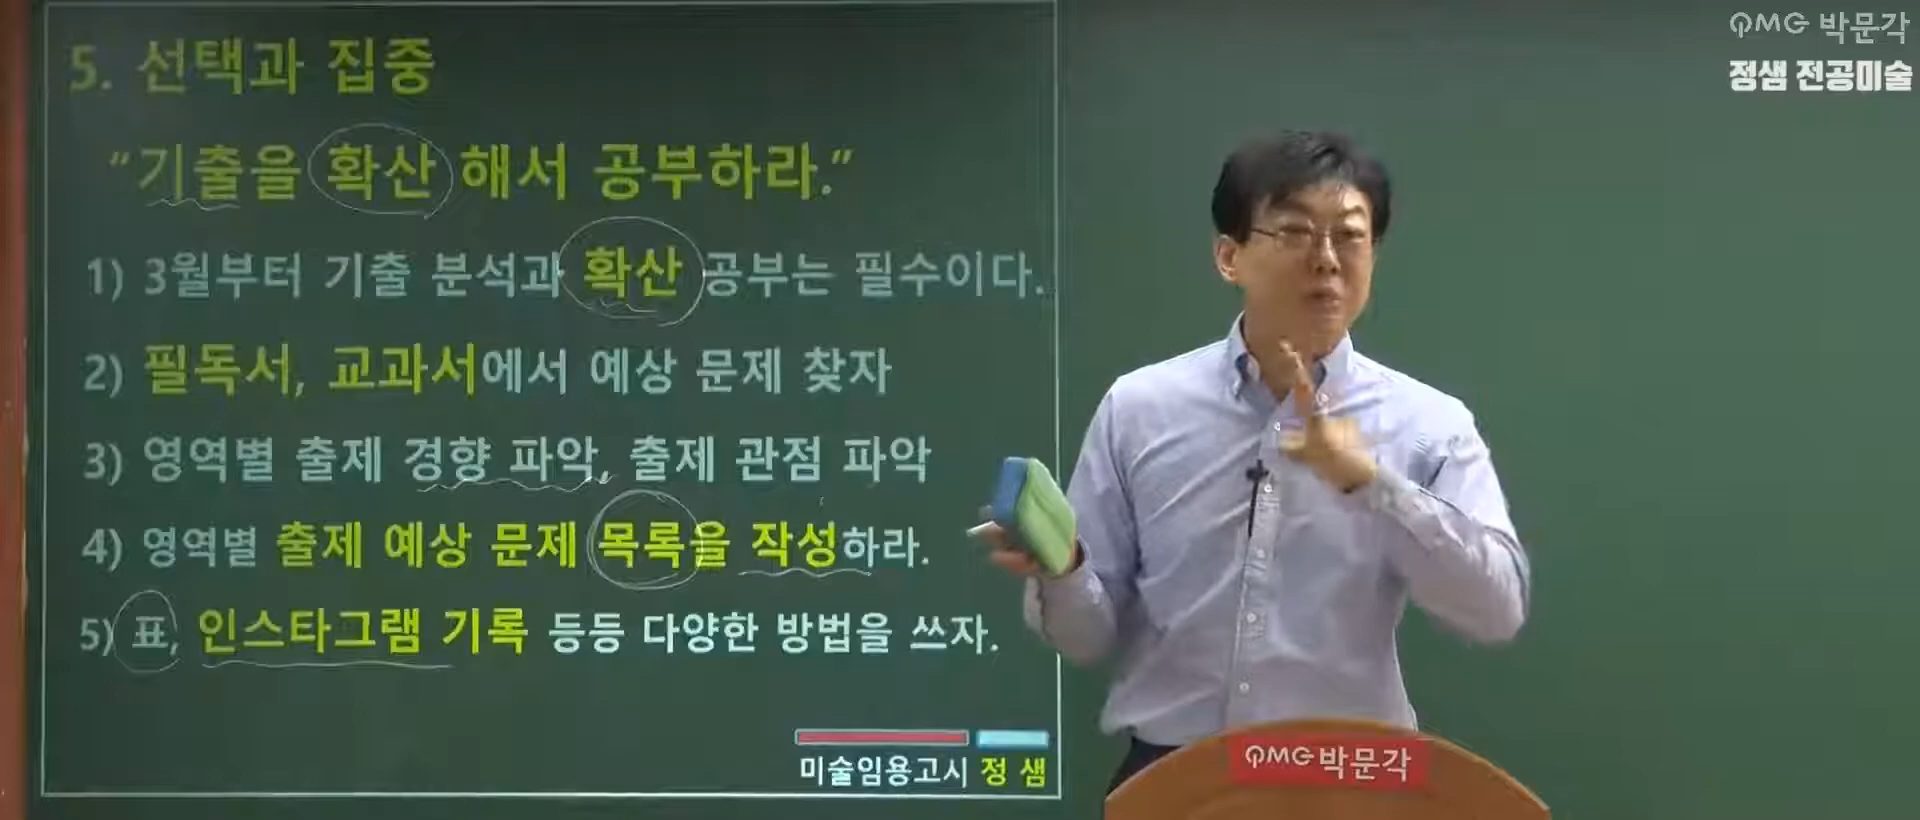 5. 선택과 집중
“기출을 확산 해서 공부하라.”
1) 3월부터 기출 분석과 확산 공부는 필수이다.
2) 필독서, 교과서에서 예상 문제 찾자
3) 영역별 출제 경향 파악, 출제 관점 파악
4) 영역별 출제 예상 문제 목록을 작성하라.
5) 표, 인스타그램 기록 등등 다양한 방법을 쓰자.
미술임용고시 정 샘
PMG 박문각
정샘 전공미술
PMG 박문각